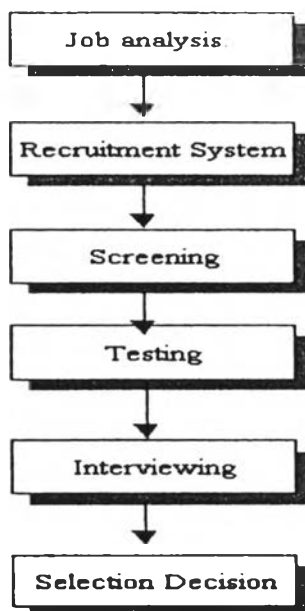 Job analysis
Recruitment System
Screening
Testing
Interviewing
Selection Decision